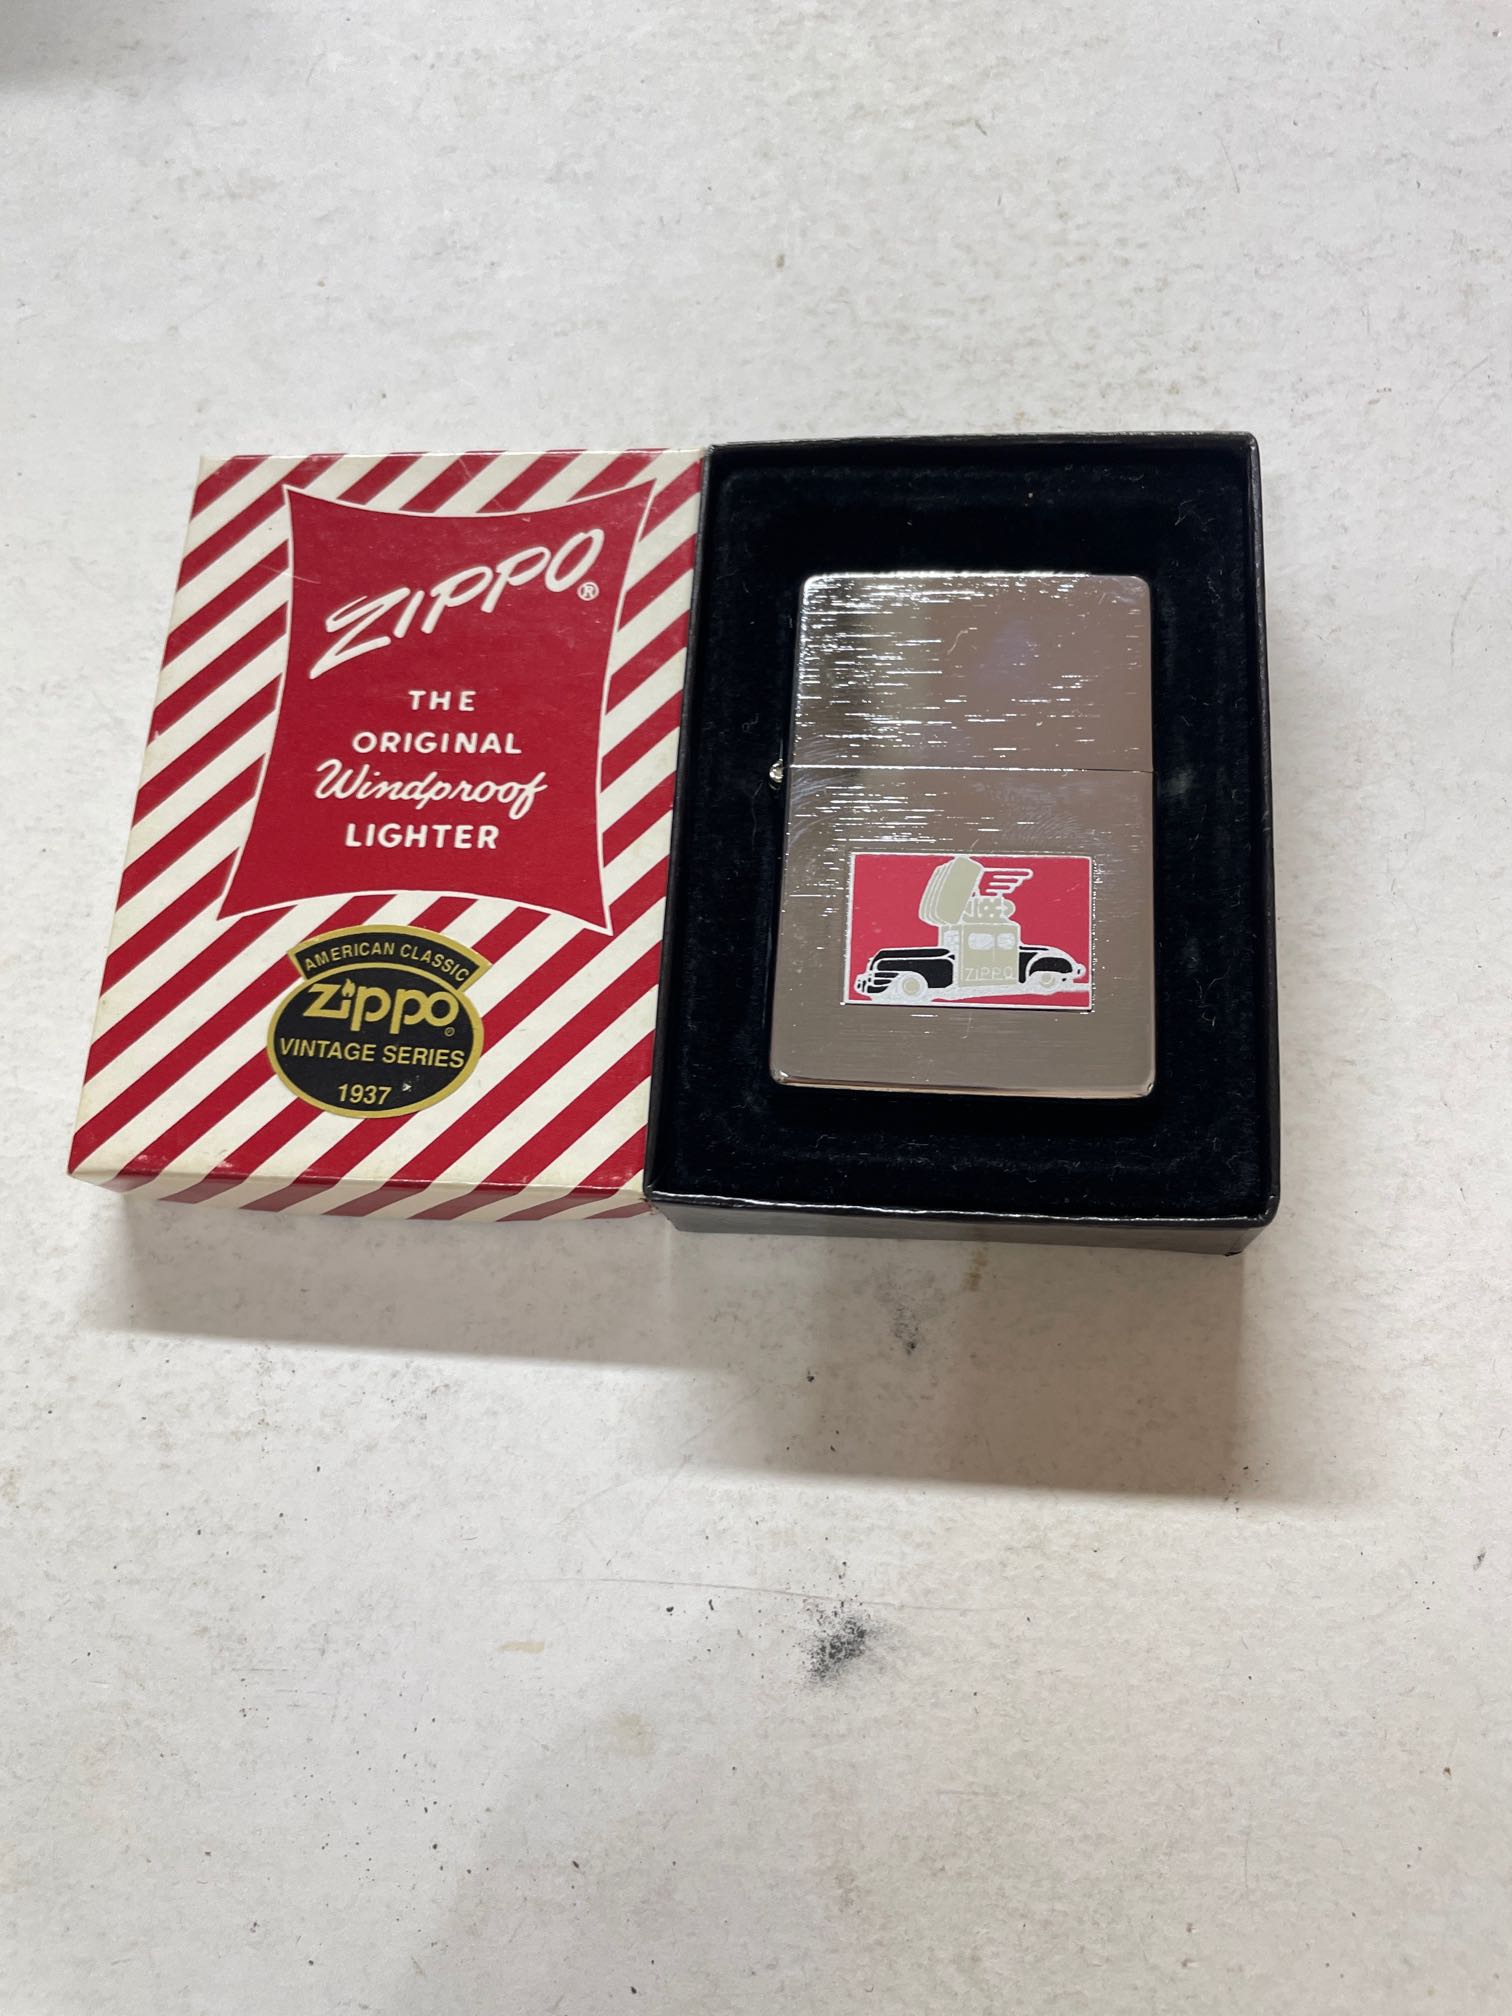 ZIPPO®
THE
ORIGINAL
Windproof
LIGHTER
AMERICAN CLASSIC
Zippo®
VINTAGE SERIES
1937
ZIPPO